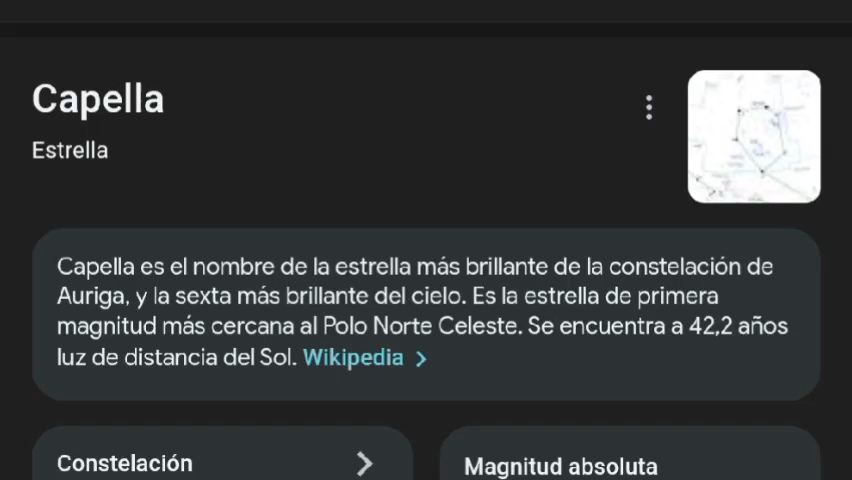 Capella
Estrella
Capella es el nombre de la estrella más brillante de la constelación de
Auriga, y la sexta más brillante del cielo. Es la estrella de primera
magnitud más cercana al Polo Norte Celeste. Se encuentra a 42,2 años
luz de distancia del Sol. Wikipedia
Constelación
Magnitud absoluta